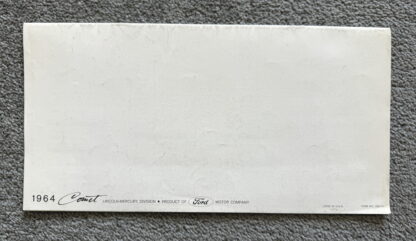 1964 Comet LINCOLN-MERCURY DIVISION • PRODUCT OF Ford MOTOR COMPANY